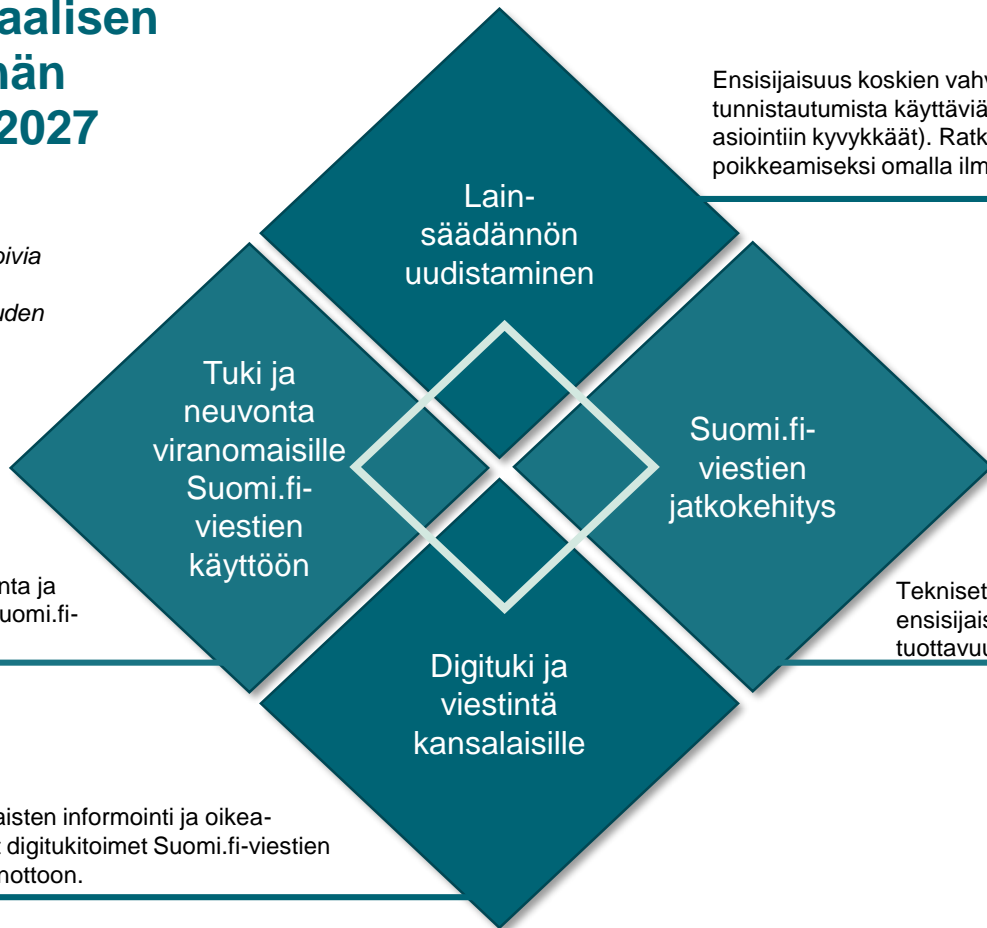 aalisen
nän
2027
Ensisijaisuus koskien vahv
tunnistautumista käyttäviä
asiointiin kyvykkäät). Ratk
poikkeamiseksi omalla ilm
Lain-
säädännön
uudistaminen
oivia
uden
Tuki ja
neuvonta
viranomaisille
Suomi.fi-
viestien
käyttöön
Suomi.fi-
viestien
jatkokehitys
nta ja
uomi.fi-
Tekniset
ensisijais
tuottavuu
Digituki ja
viestintä
kansalaisille
aisten informointi ja oikea-
t digitukitoimet Suomi.fi-viestien
nottoon.